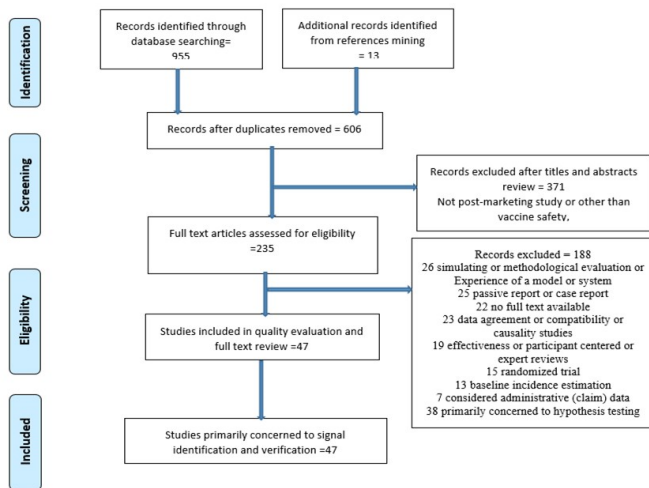 Identification
Records identified through
database searching=
955
Additional records identified
from references mining
= 13
Records after duplicates removed = 606
Screening
Records excluded after titles and abstracts
review = 371
Not post-marketing study or other than
vaccine safety.
Full text articles assessed for eligibility
=235
Eligibility
Records excluded = 188
26 simulating or methodological evaluation or
Experience of a model or system
25 passive report or case report
22 no full text available
23 data agreement or compatibility or
causality studies
19 effectiveness or participant centered or
expert reviews
15 randomized trial
13 baseline incidence estimation
7 considered administrative (claim) data
38 primarily concerned to hypothesis testing
Studies included in quality evaluation and
full text review =47
Included
Studies primarily concerned to signal
identification and verification =47